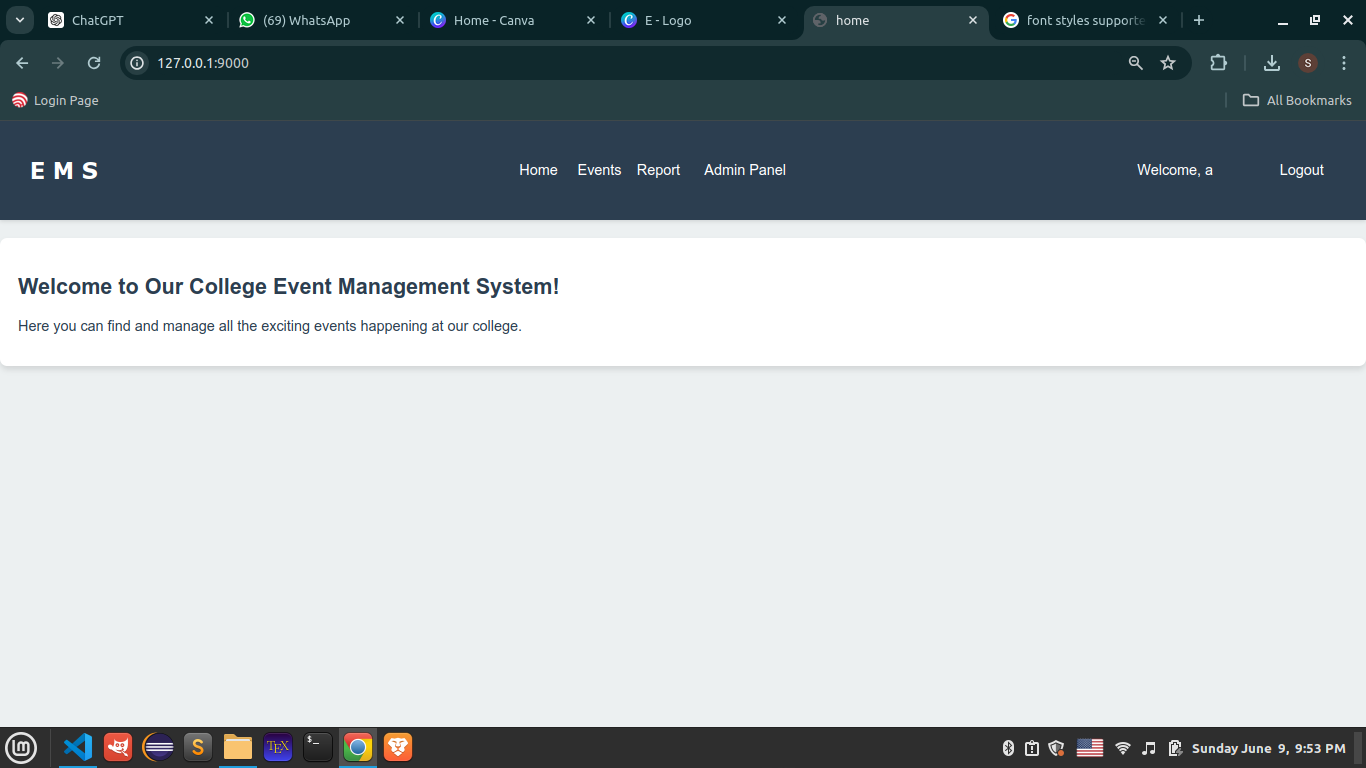 ChatGPT
(69) WhatsApp
Home - Canva
E - Logo
home
font styles supporte
127.0.0.1:9000
S
Login Page
All Bookmarks
E M S
Home Events Report Admin Panel
Welcome, a
Logout
Welcome to Our College Event Management System!
Here you can find and manage all the exciting events happening at our college.
S
TEX
$_
Sunday June 9, 9:53 PM